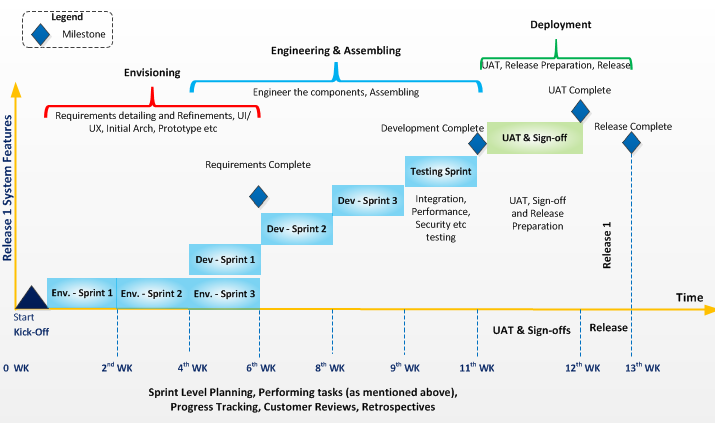 Legend
Milestone
Deployment
Engineering & Assembling
UAT, Release Preparation, Release
Envisioning
Engineer the components, Assembling
UAT Complete
Requirements detailing and Refinements, UI/
UX, Initial Arch, Prototype etc
Development Complete
UAT & Sign-off
Release Complete
Requirements Complete
Testing Sprint
Release 1 System Features
Dev - Sprint 3
Integration,
Performance,
Security etc
testing
UAT, Sign-off
and Release
Preparation
Dev - Sprint 2
Release 1
Dev - Sprint 1
Env. - Sprint 1
Env. - Sprint 2
Env. - Sprint 3
Time
Start
Kick-Off
UAT & Sign-offs
Release
0 WK
2nd WK
4th WK
6th WK
8th WK
9th WK
11th WK
12th WK
13th WK
Sprint Level Planning, Performing tasks (as mentioned above),
Progress Tracking, Customer Reviews, Retrospectives